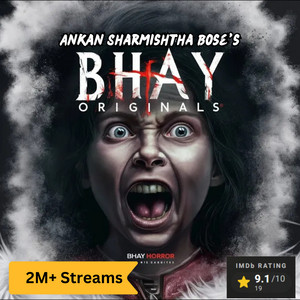 ANKAN SHARMISHTHA BOSE'S
BHAY
ORIGINALS
BHAY HORROR
2M+ Streams
IMDb RATING
9.1/10
19